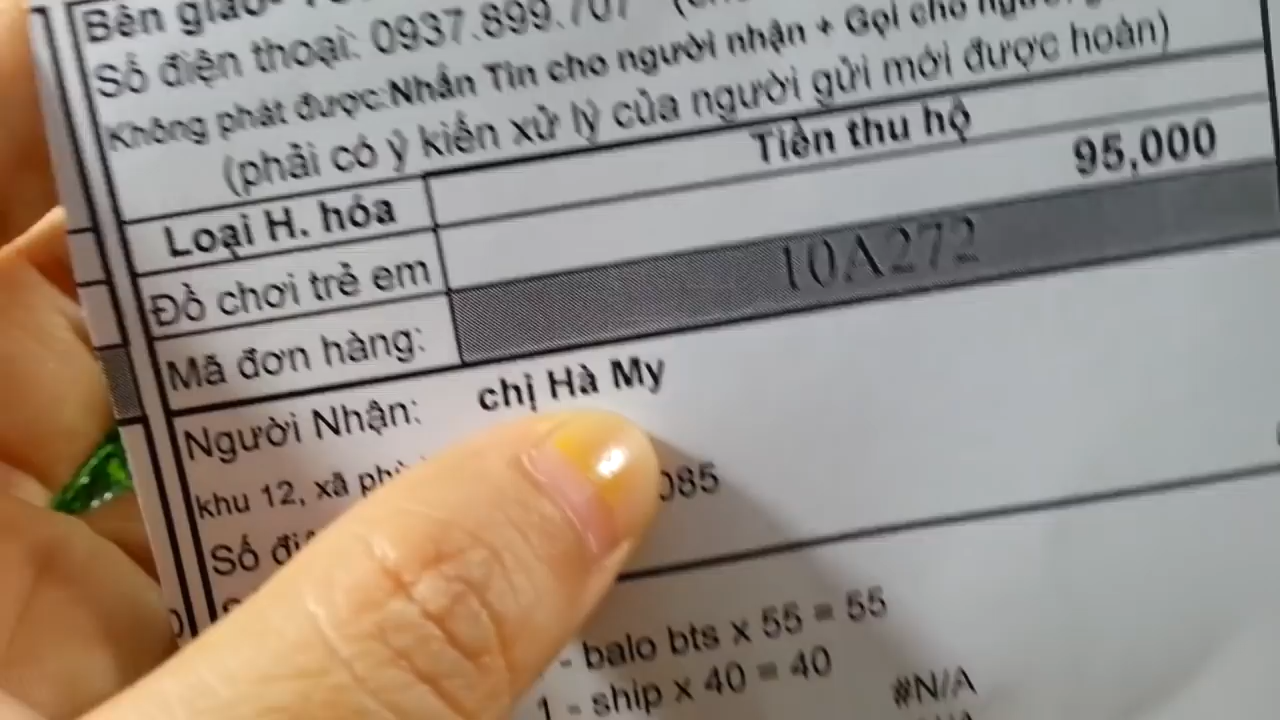 Bên giao
Số điện thoại: 0937.899.707
Không phát được:Nhắn Tin cho người nhận + Gọi cho người
(phải có ý kiến xử lý của người gửi mới được hoàn)
Loại H. hóa
Tiền thu hộ
Đồ chơi trẻ em
95,000
Mã đơn hàng:
10A272
Người Nhận: chị Hà My
khu 12, xã
085
Số
- balo bts x 55 = 55
1 - ship x 40 = 40
#N/A